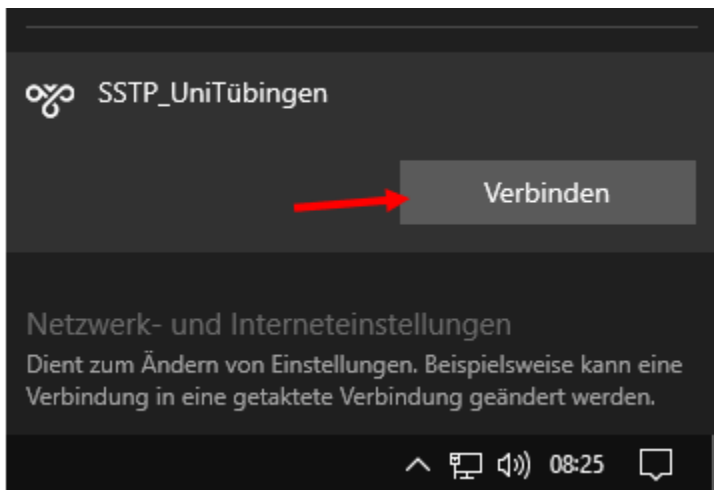 SSTP_UniTübingen
Verbinden
Netzwerk- und Interneteinstellungen
Dient zum Ändern von Einstellungen. Beispielsweise kann eine
Verbindung in eine getaktete Verbindung geändert werden.
08:25